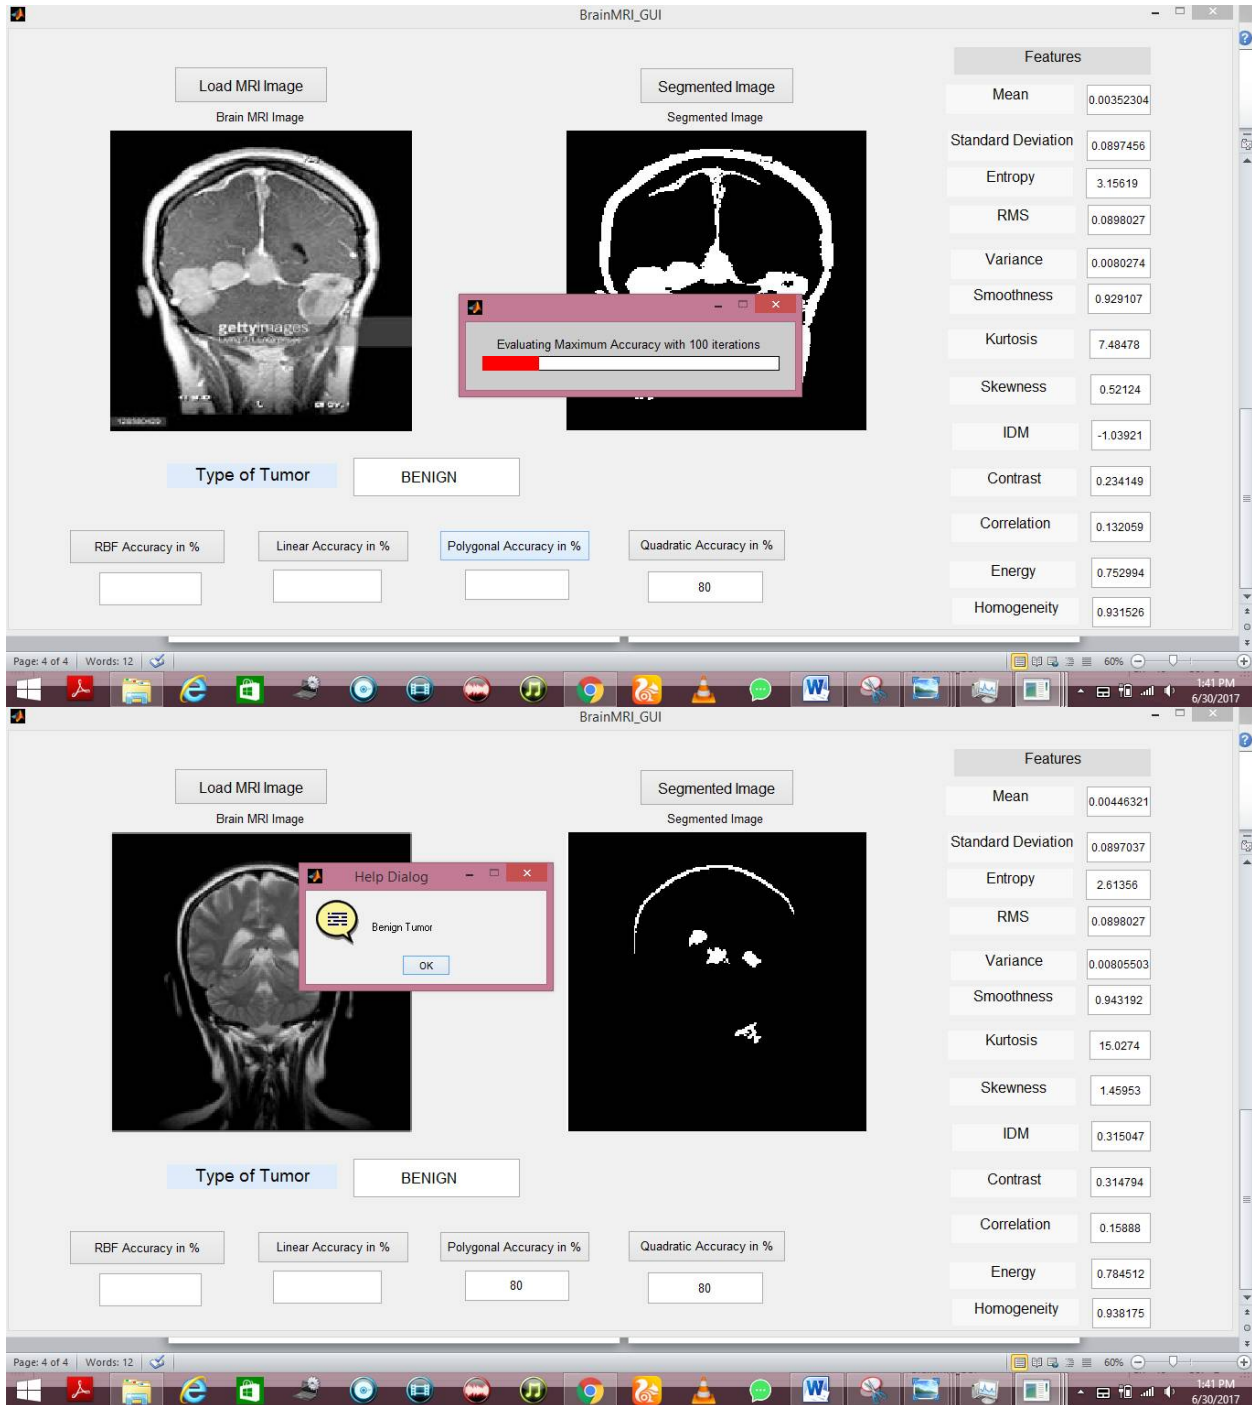 BrainMRI_GUI
Load MRI Image
Segmented Image
Brain MRI Image
Segmented Image
gettyimages
128580429
Evaluating Maximum Accuracy with 100 iterations
Type of Tumor
BENIGN
RBF Accuracy in %
Linear Accuracy in %
Polygonal Accuracy in %
Quadratic Accuracy in %
80
Features
Mean 0.00352304
Standard Deviation 0.0897456
Entropy 3.15619
RMS 0.0898027
Variance 0.0080274
Smoothness 0.929107
Kurtosis 7.48478
Skewness 0.52124
IDM -1.03921
Contrast 0.234149
Correlation 0.132059
Energy 0.752994
Homogeneity 0.931526
Page: 4 of 4 Words: 12
60%
1:41 PM
6/30/2017
BrainMRI_GUI
Load MRI Image
Segmented Image
Brain MRI Image
Segmented Image
Help Dialog
Benign Tumor
OK
Type of Tumor
BENIGN
RBF Accuracy in %
Linear Accuracy in %
Polygonal Accuracy in %
Quadratic Accuracy in %
80
80
Features
Mean 0.00446321
Standard Deviation 0.0897037
Entropy 2.61356
RMS 0.0898027
Variance 0.00805503
Smoothness 0.943192
Kurtosis 15.0274
Skewness 1.45953
IDM 0.315047
Contrast 0.314794
Correlation 0.15888
Energy 0.784512
Homogeneity 0.938175
Page: 4 of 4 Words: 12
60%
1:41 PM
6/30/2017